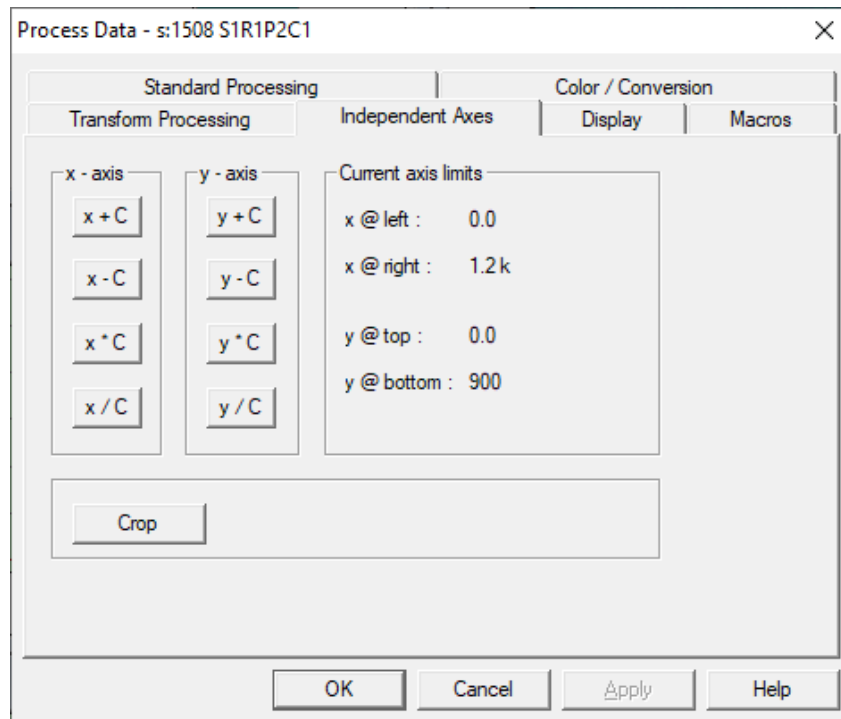 Process Data - s:1508 S1R1P2C1
Standard Processing
Color / Conversion
Transform Processing
Independent Axes
Display
Macros
x - axis
x + C
x - C
x * C
x / C
y - axis
y + C
y - C
y * C
y / C
Current axis limits
x @ left : 0.0
x @ right : 1.2 k
y @ top : 0.0
y @ bottom : 900
Crop
OK
Cancel
Apply
Help